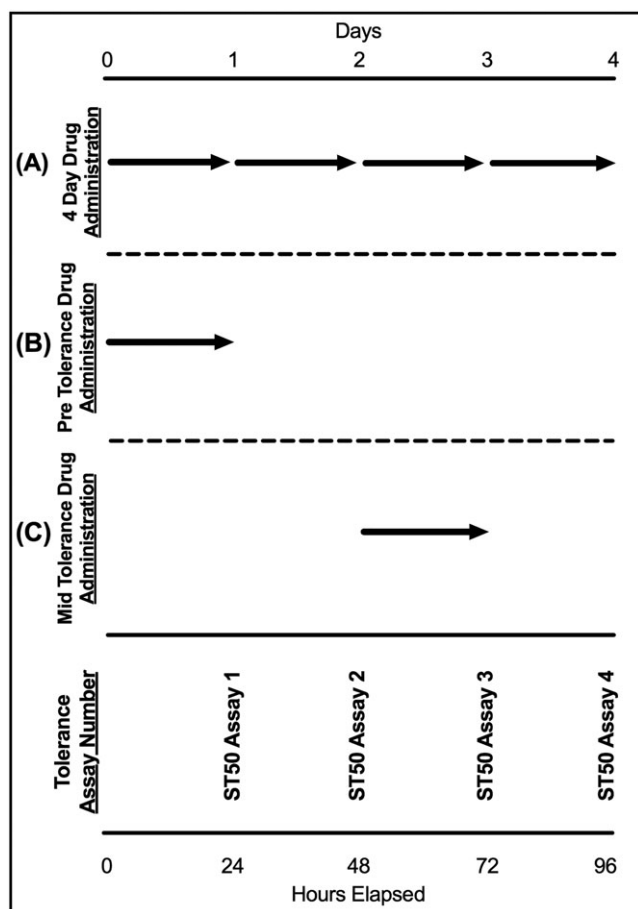 Days
0 1 2 3 4
(A)
4 Day Drug
Administration
(B)
Pre Tolerance Drug
Administration
(C)
Mid Tolerance Drug
Administration
Tolerance
Assay Number
ST50 Assay 1
ST50 Assay 2
ST50 Assay 3
ST50 Assay 4
0 24 48 72 96
Hours Elapsed